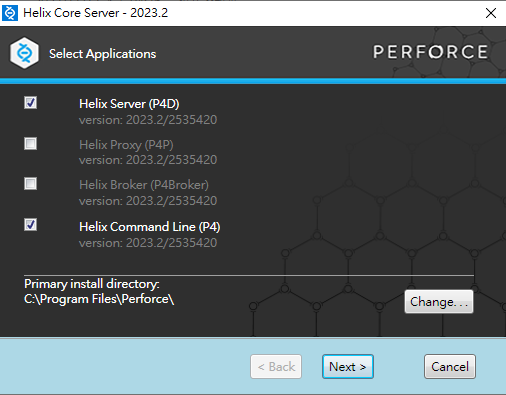 Helix Core Server - 2023.2
Select Applications
PERFORCE
Helix Server (P4D)
version: 2023.2/2535420
Helix Proxy (P4P)
version: 2023.2/2535420
Helix Broker (P4Broker)
version: 2023.2/2535420
Helix Command Line (P4)
version: 2023.2/2535420
Primary install directory:
C:\Program Files\Perforce\
Change...
< Back
Next >
Cancel